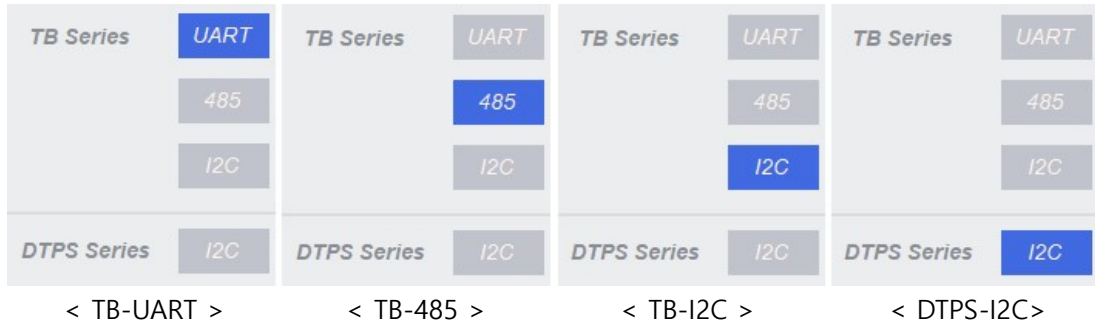 TB Series UART TB Series UART TB Series UART TB Series UART
485 485 485 485
I2C I2C I2C I2C
DTPS Series I2C DTPS Series I2C DTPS Series I2C DTPS Series I2C
< TB-UART > < TB-485 > < TB-I2C > < DTPS-I2C>